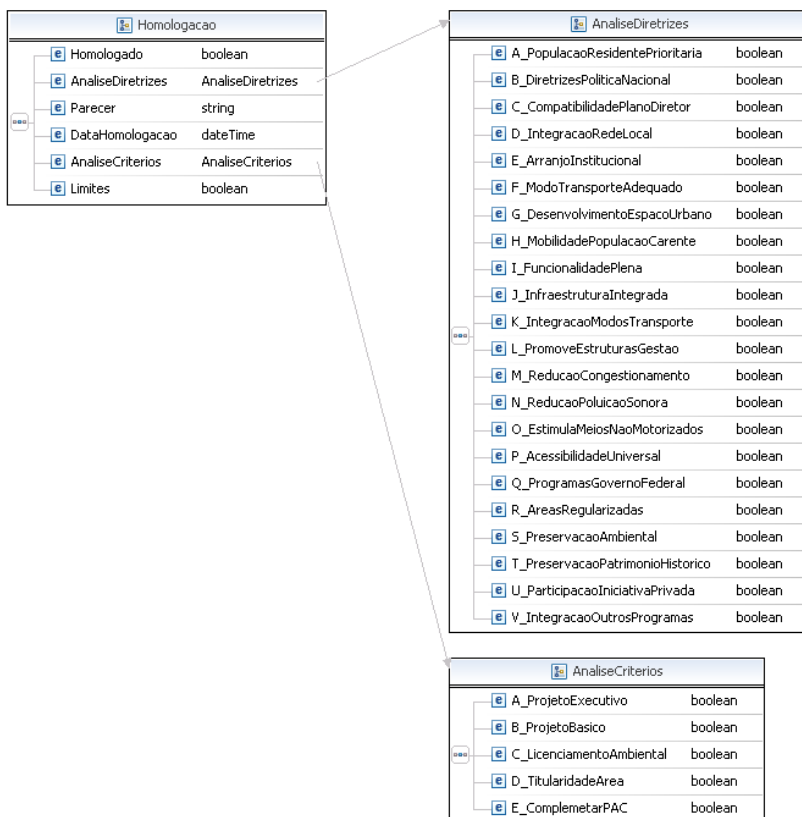 Homologacao
Homologado boolean
AnaliseDiretrizes AnaliseDiretrizes
Parecer string
DataHomologacao dateTime
AnaliseCriterios AnaliseCriterios
Limites boolean
AnaliseDiretrizes
A_PopulacaoResidentePrioritaria boolean
B_DiretrizesPoliticaNacional boolean
C_CompatibilidadePlanoDiretor boolean
D_IntegracaoRedeLocal boolean
E_ArranjoInstitucional boolean
F_ModoTransporteAdequado boolean
G_DesenvolvimentoEspacoUrbano boolean
H_MobilidadePopulacaoCarente boolean
I_FuncionalidadePlena boolean
J_InfraestruturaIntegrada boolean
K_IntegracaoModosTransporte boolean
L_PromoveEstruturasGestao boolean
M_ReducaoCongestionamento boolean
N_ReducaoPoluicaoSonora boolean
O_EstimulaMeiosNaoMotorizados boolean
P_AcessibilidadeUniversal boolean
Q_ProgramasGovernoFederal boolean
R_AreasRegularizadas boolean
S_PreservacaoAmbiental boolean
T_PreservacaoPatrimonioHistorico boolean
U_ParticipacaoIniciativaPrivada boolean
V_IntegracaoOutrosProgramas boolean
AnaliseCriterios
A_ProjetoExecutivo boolean
B_ProjetoBasico boolean
C_LicenciamentoAmbiental boolean
D_TitularidadeArea boolean
E_ComplemetarPAC boolean